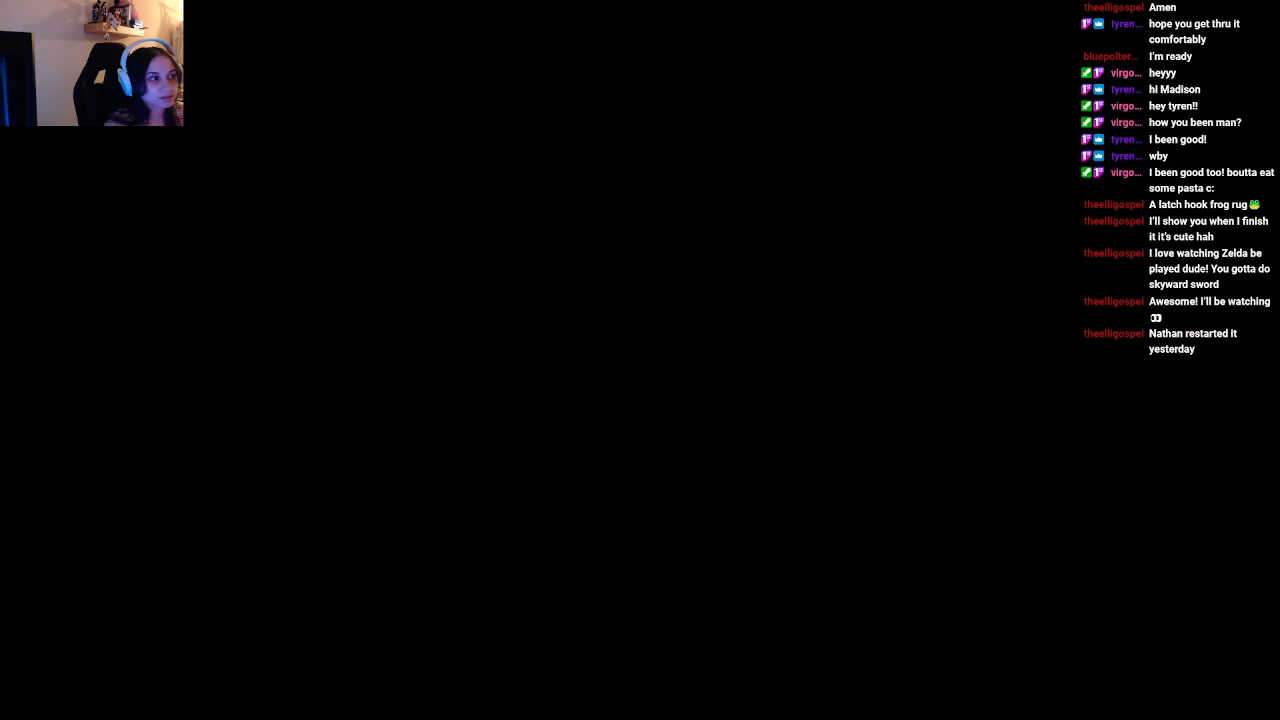 theelligospel Amen
tyren... hope you get thru it
comfortably
bluepolter... I'm ready
virgo... heyyy
tyren... hi Madison
virgo... hey tyren!!
virgo... how you been man?
tyren... I been good!
tyren... wby
virgo... I been good too! boutta eat
some pasta c:
theelligospel A latch hook frog rug🐸
theelligospel I'll show you when I finish
it it's cute hah
theelligospel I love watching Zelda be
played dude! You gotta do
skyward sword
theelligospel Awesome! I'll be watching
👀
theelligospel Nathan restarted it
yesterday